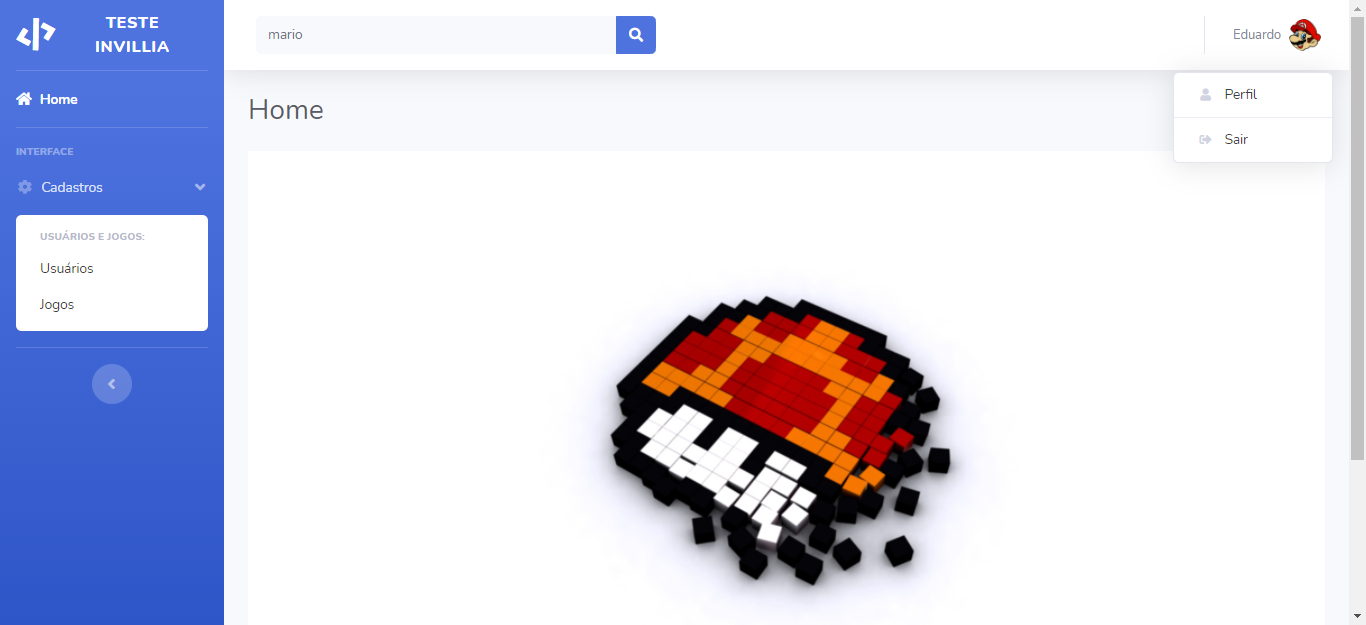 TESTE
INVILLIA
mario
Eduardo
Perfil
Sair
Home
INTERFACE
Cadastros
USUÁRIOS E JOGOS:
Usuários
Jogos
Home